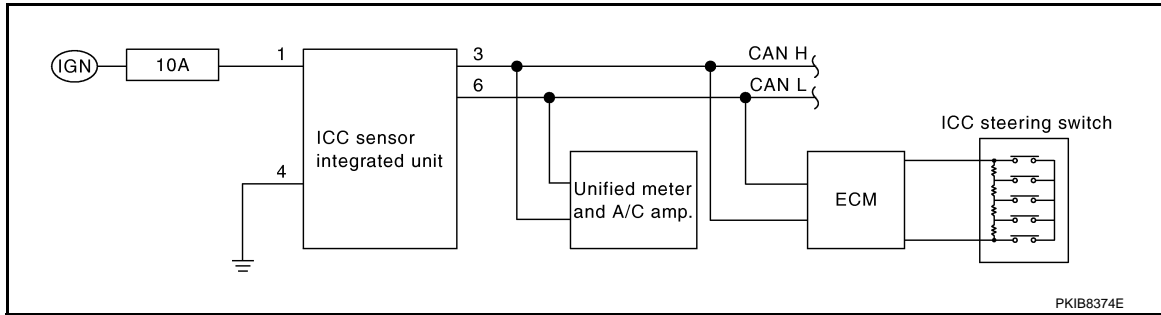 IGN
10A
1
4
ICC sensor
integrated unit
3
6
CAN H
CAN L
Unified meter
and A/C amp.
ECM
ICC steering switch
PKIB8374E